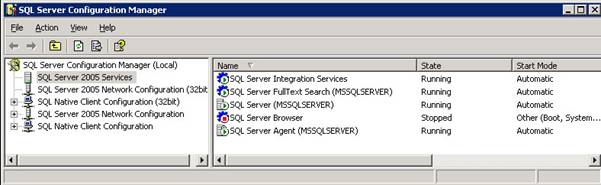 SQL Server Configuration Manager
File Action View Help
SQL Server Configuration Manager (Local)
SQL Server 2005 Services
SQL Server 2005 Network Configuration (32bit
SQL Native Client Configuration (32bit)
SQL Server 2005 Network Configuration
SQL Native Client Configuration
Name State Start Mode
SQL Server Integration Services Running Automatic
SQL Server FullText Search (MSSQLSERVER) Running Automatic
SQL Server (MSSQLSERVER) Running Automatic
SQL Server Browser Stopped Other (Boot, System...
SQL Server Agent (MSSQLSERVER) Running Automatic